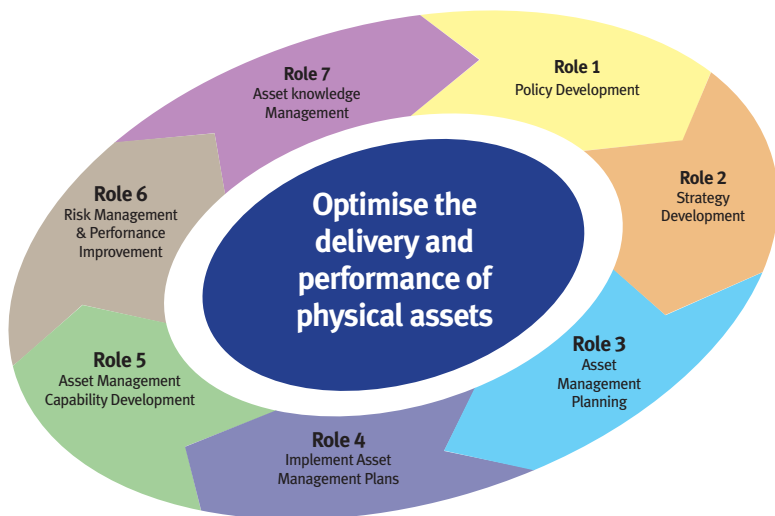 Role 1
Policy Development
Role 2
Strategy
Development
Role 3
Asset
Management
Planning
Role 4
Implement Asset
Management Plans
Role 5
Asset Management
Capability Development
Role 6
Risk Management
& Perfornance
Improvement
Role 7
Asset knowledge
Management
Optimise the
delivery and
performance of
physical assets